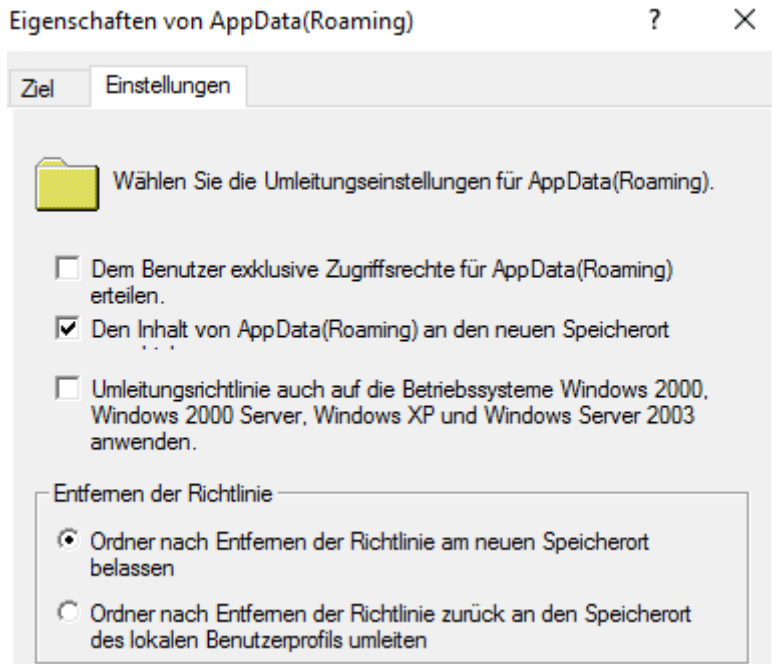 Eigenschaften von AppData(Roaming)
?
Ziel
Einstellungen
Wählen Sie die Umleitungseinstellungen für AppData(Roaming).
Dem Benutzer exklusive Zugriffsrechte für AppData(Roaming)
erteilen.
Den Inhalt von AppData(Roaming) an den neuen Speicherort
Umleitungsrichtlinie auch auf die Betriebssysteme Windows 2000,
Windows 2000 Server, Windows XP und Windows Server 2003
anwenden.
Entfernen der Richtlinie
Ordner nach Entfernen der Richtlinie am neuen Speicherort
belassen
Ordner nach Entfernen der Richtlinie zurück an den Speicherort
des lokalen Benutzerprofils umleiten